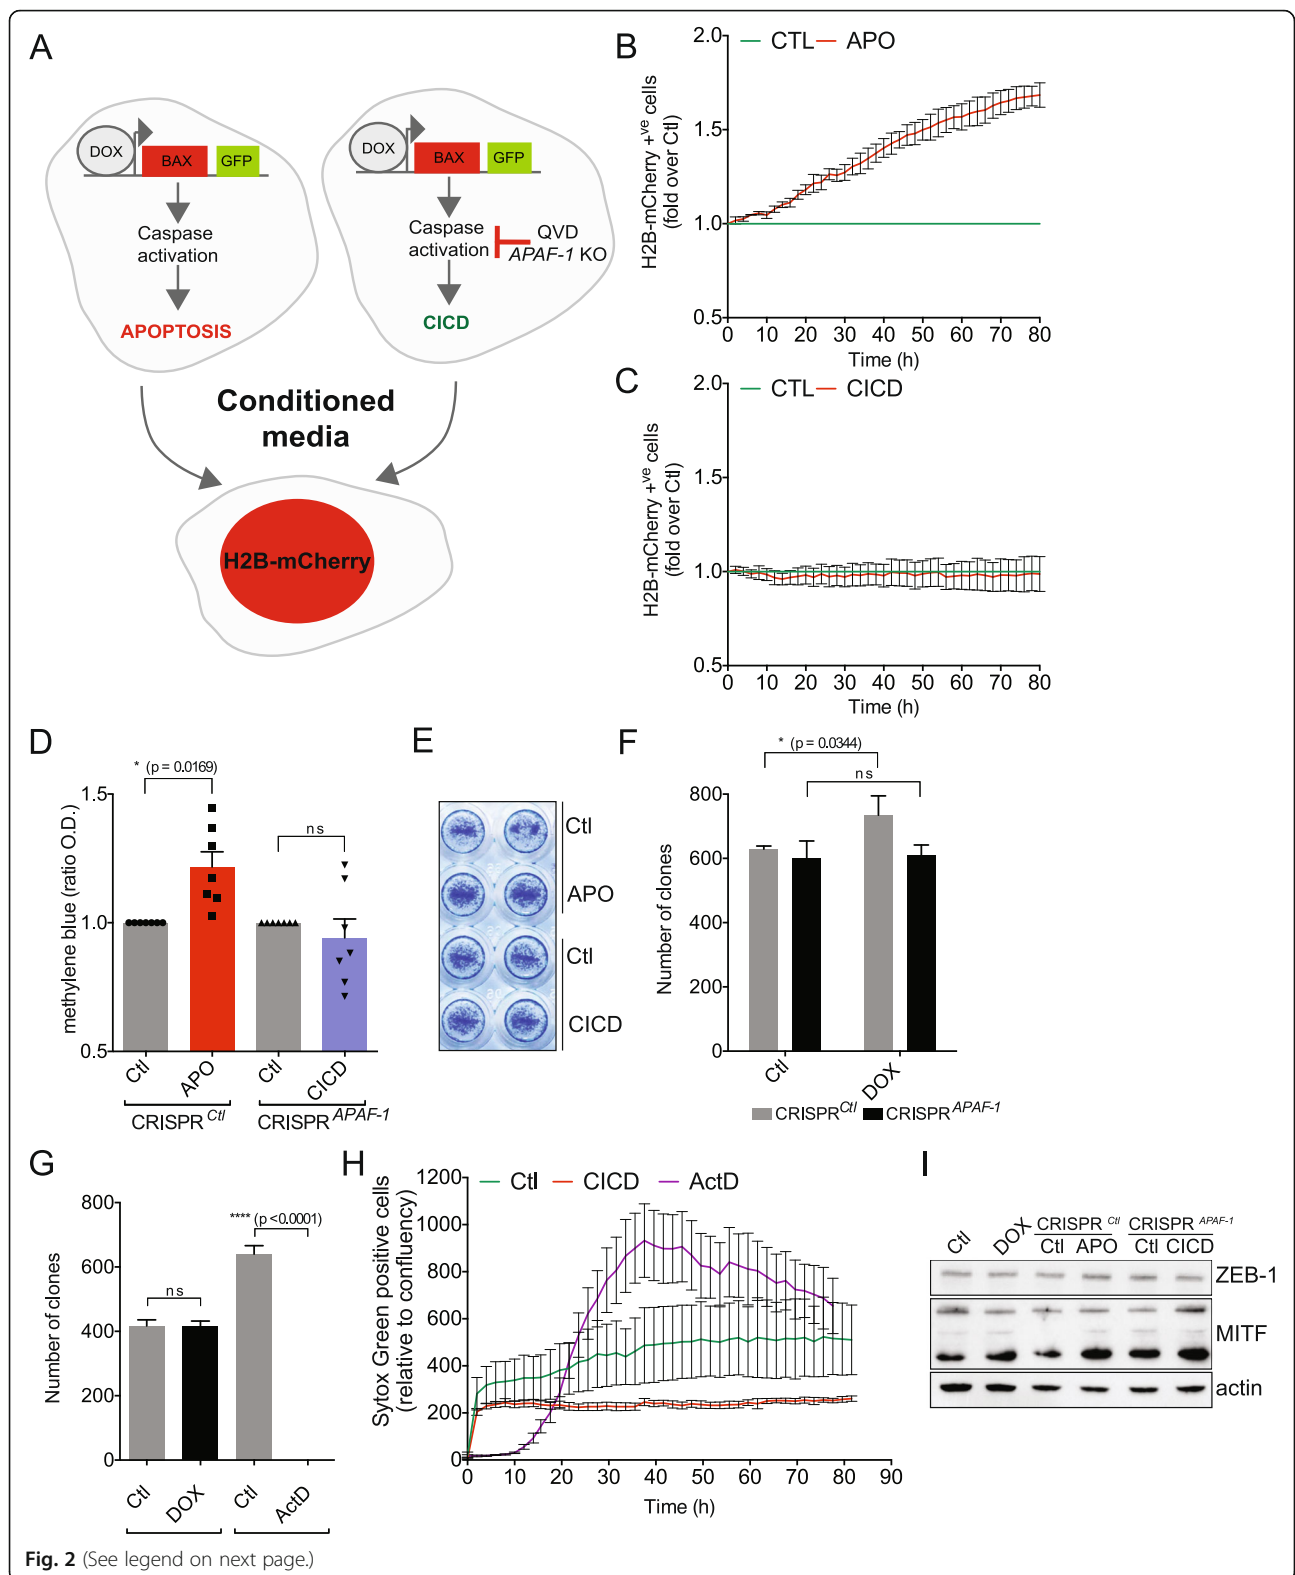 A
DOX
BAX
GFP
Caspase
activation
APOPTOSIS
DOX
BAX
GFP
Caspase
activation
QVD
APAF-1 KO
CICD
Conditioned
media
H2B-mCherry
B
CTL
APO
H2B-mCherry +ve cells
(fold over Ctl)
2.0
1.5
1.0
0.5
0 10 20 30 40 50 60 70 80
Time (h)
C
CTL
CICD
H2B-mCherry +ve cells
(fold over Ctl)
2.0
1.5
1.0
0.5
0 10 20 30 40 50 60 70 80
Time (h)
D
* (p = 0.0169)
ns
methylene blue (ratio O.D.)
1.5
1.0
0.5
Ctl APO Ctl CICD
CRISPR Ctl CRISPR APAF-1
E
Ctl
APO
Ctl
CICD
F
* (p = 0.0344)
ns
Number of clones
800
600
400
200
0
Ctl DOX
CRISPR Ctl CRISPR APAF-1
G
**** (p <0.0001)
ns
Number of clones
800
600
400
200
0
Ctl DOX Ctl ActD
H
Ctl CICD ActD
Sytox Green positive cells
(relative to confluency)
1200
1000
800
600
400
200
0
0 10 20 30 40 50 60 70 80 90
Time (h)
I
CRISPR Ctl CRISPR APAF-1
Ctl DOX Ctl APO Ctl CICD
ZEB-1
MITF
actin
Fig. 2 (See legend on next page.)